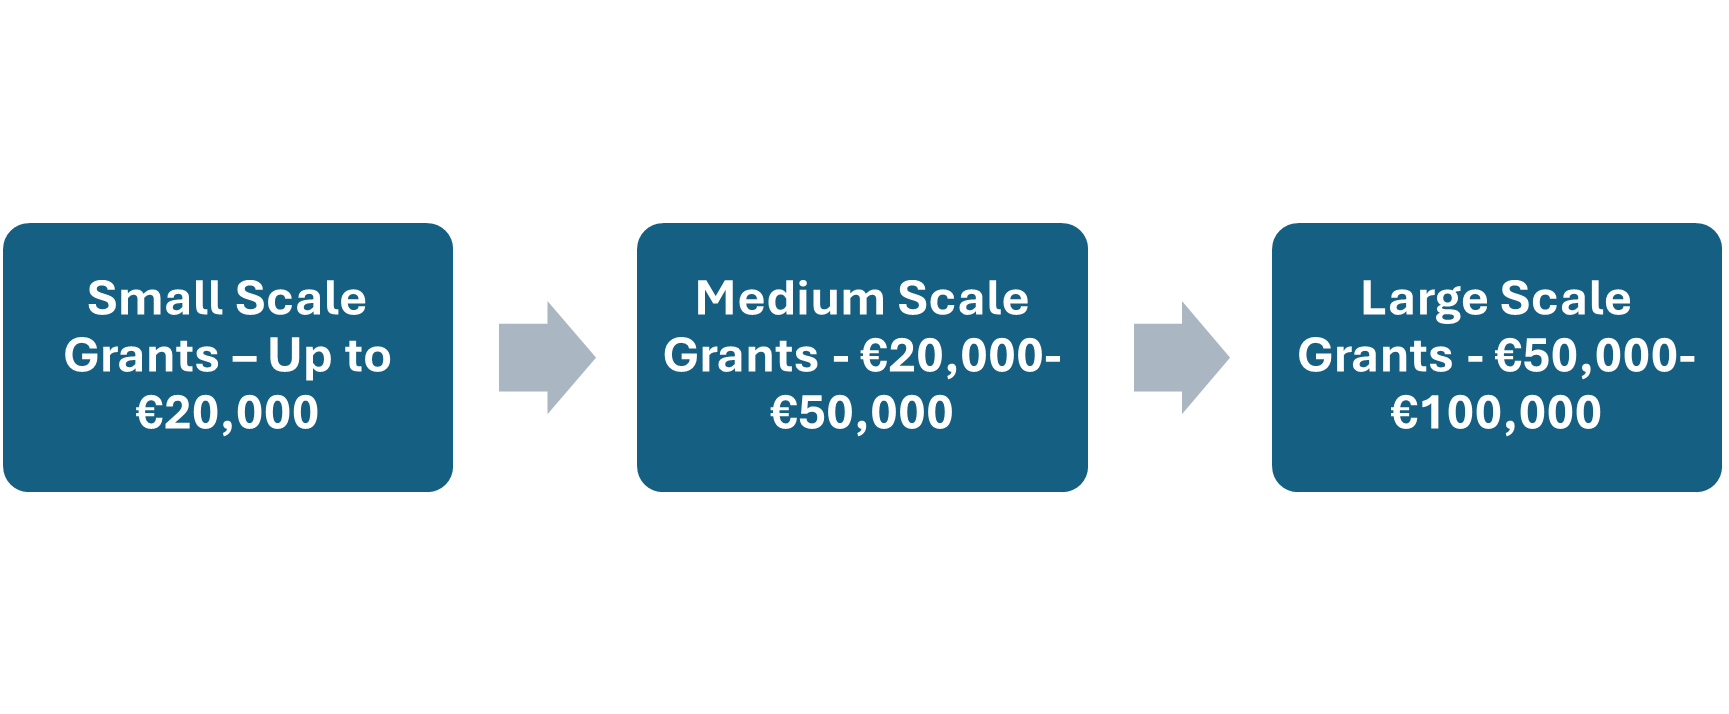 Small Scale
Grants – Up to
€20,000
Medium Scale
Grants - €20,000-
€50,000
Large Scale
Grants - €50,000-
€100,000